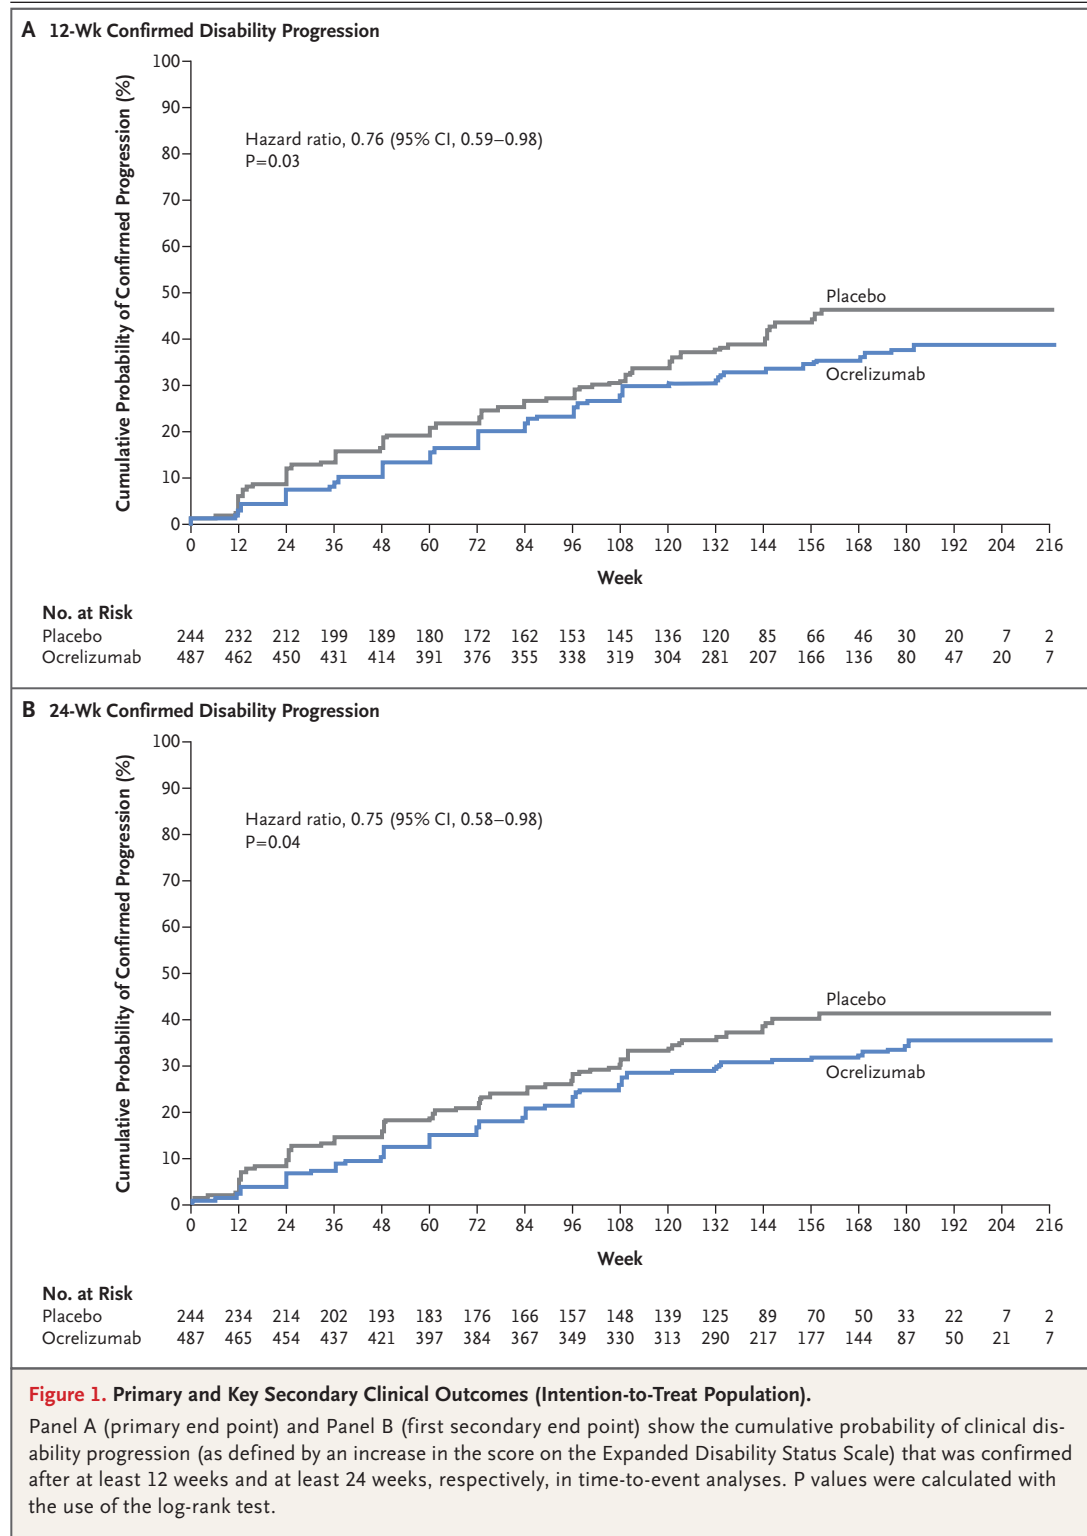 A 12-Wk Confirmed Disability Progression
Cumulative Probability of Confirmed Progression (%)
100
90
80
70
60
50
40
30
20
10
0
Hazard ratio, 0.76 (95% CI, 0.59–0.98)
P=0.03
Placebo
Ocrelizumab
0 12 24 36 48 60 72 84 96 108 120 132 144 156 168 180 192 204 216
Week
No. at Risk
Placebo 244 232 212 199 189 180 172 162 153 145 136 120 85 66 46 30 20 7 2
Ocrelizumab 487 462 450 431 414 391 376 355 338 319 304 281 207 166 136 80 47 20 7
B 24-Wk Confirmed Disability Progression
Cumulative Probability of Confirmed Progression (%)
100
90
80
70
60
50
40
30
20
10
0
Hazard ratio, 0.75 (95% CI, 0.58–0.98)
P=0.04
Placebo
Ocrelizumab
0 12 24 36 48 60 72 84 96 108 120 132 144 156 168 180 192 204 216
Week
No. at Risk
Placebo 244 234 214 202 193 183 176 166 157 148 139 125 89 70 50 33 22 7 2
Ocrelizumab 487 465 454 437 421 397 384 367 349 330 313 290 217 177 144 87 50 21 7
Figure 1. Primary and Key Secondary Clinical Outcomes (Intention-to-Treat Population).
Panel A (primary end point) and Panel B (first secondary end point) show the cumulative probability of clinical dis-
ability progression (as defined by an increase in the score on the Expanded Disability Status Scale) that was confirmed
after at least 12 weeks and at least 24 weeks, respectively, in time-to-event analyses. P values were calculated with
the use of the log-rank test.